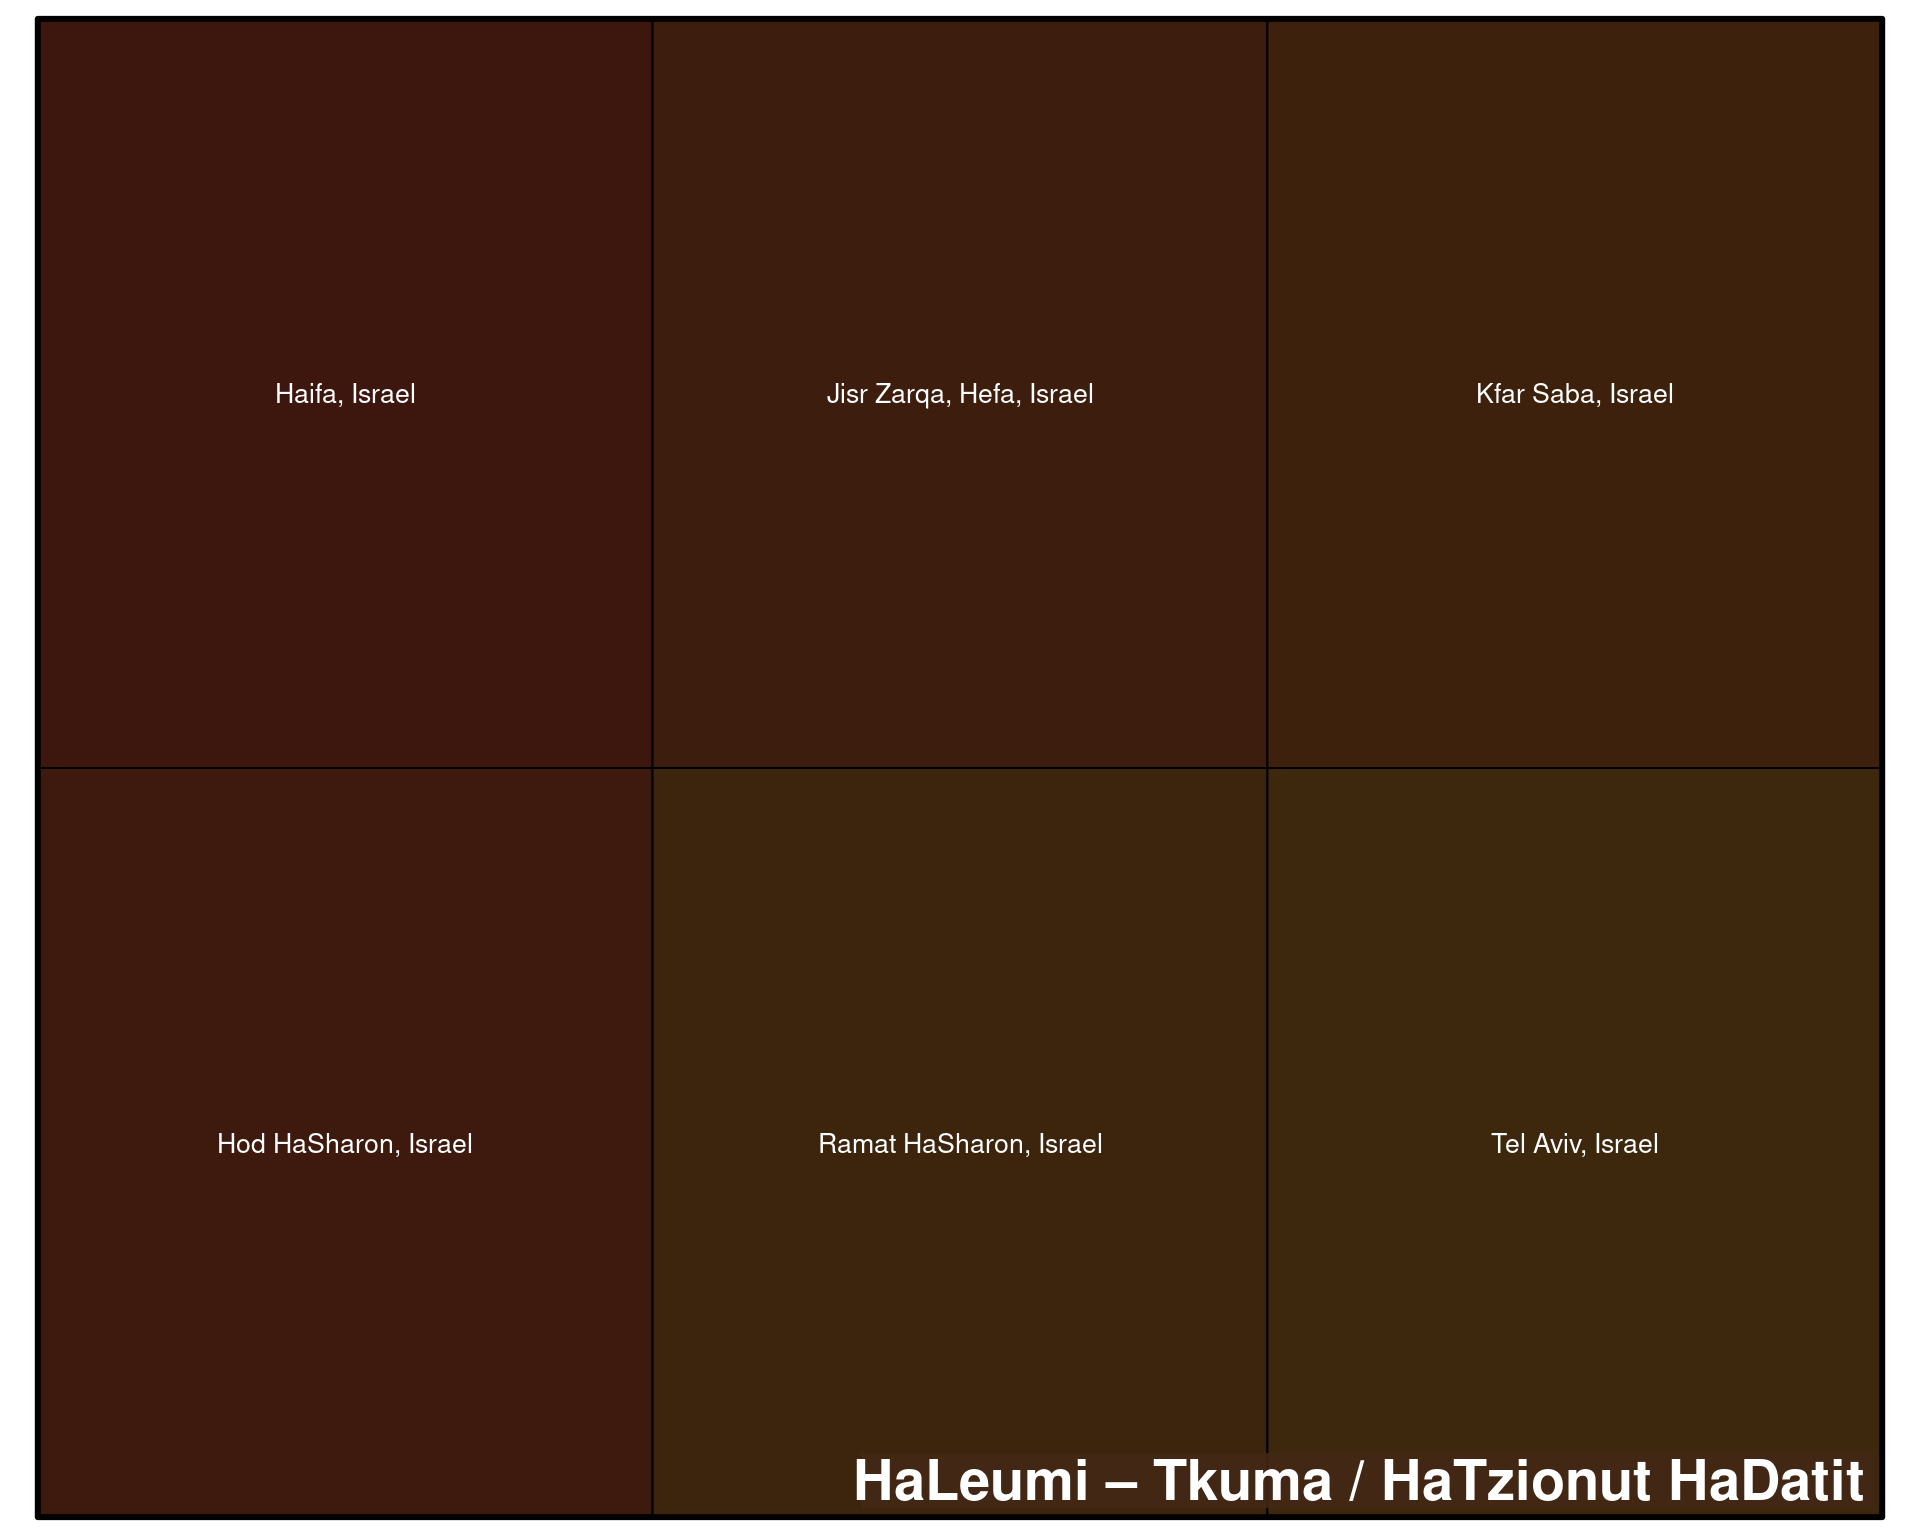 Haifa, Israel
Jisr Zarqa, Hefa, Israel
Kfar Saba, Israel
Hod HaSharon, Israel
Ramat HaSharon, Israel
Tel Aviv, Israel
HaLeumi – Tkuma / HaTzionut HaDatit